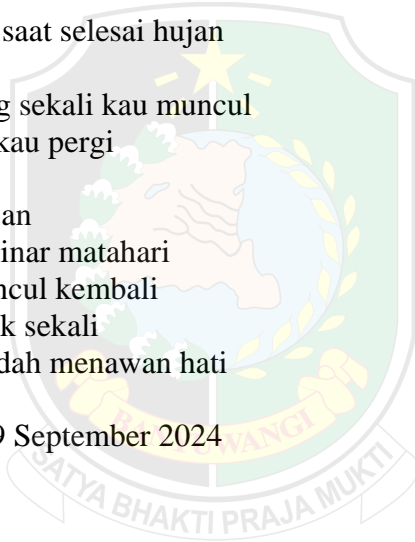 saat selesai hujan
g sekali kau muncul
kau pergi
an
inar matahari
ncul kembali
k sekali
dah menawan hati
9 September 2024
BANYUWANGI
SATYA BHAKTI PRAJA MUKTI